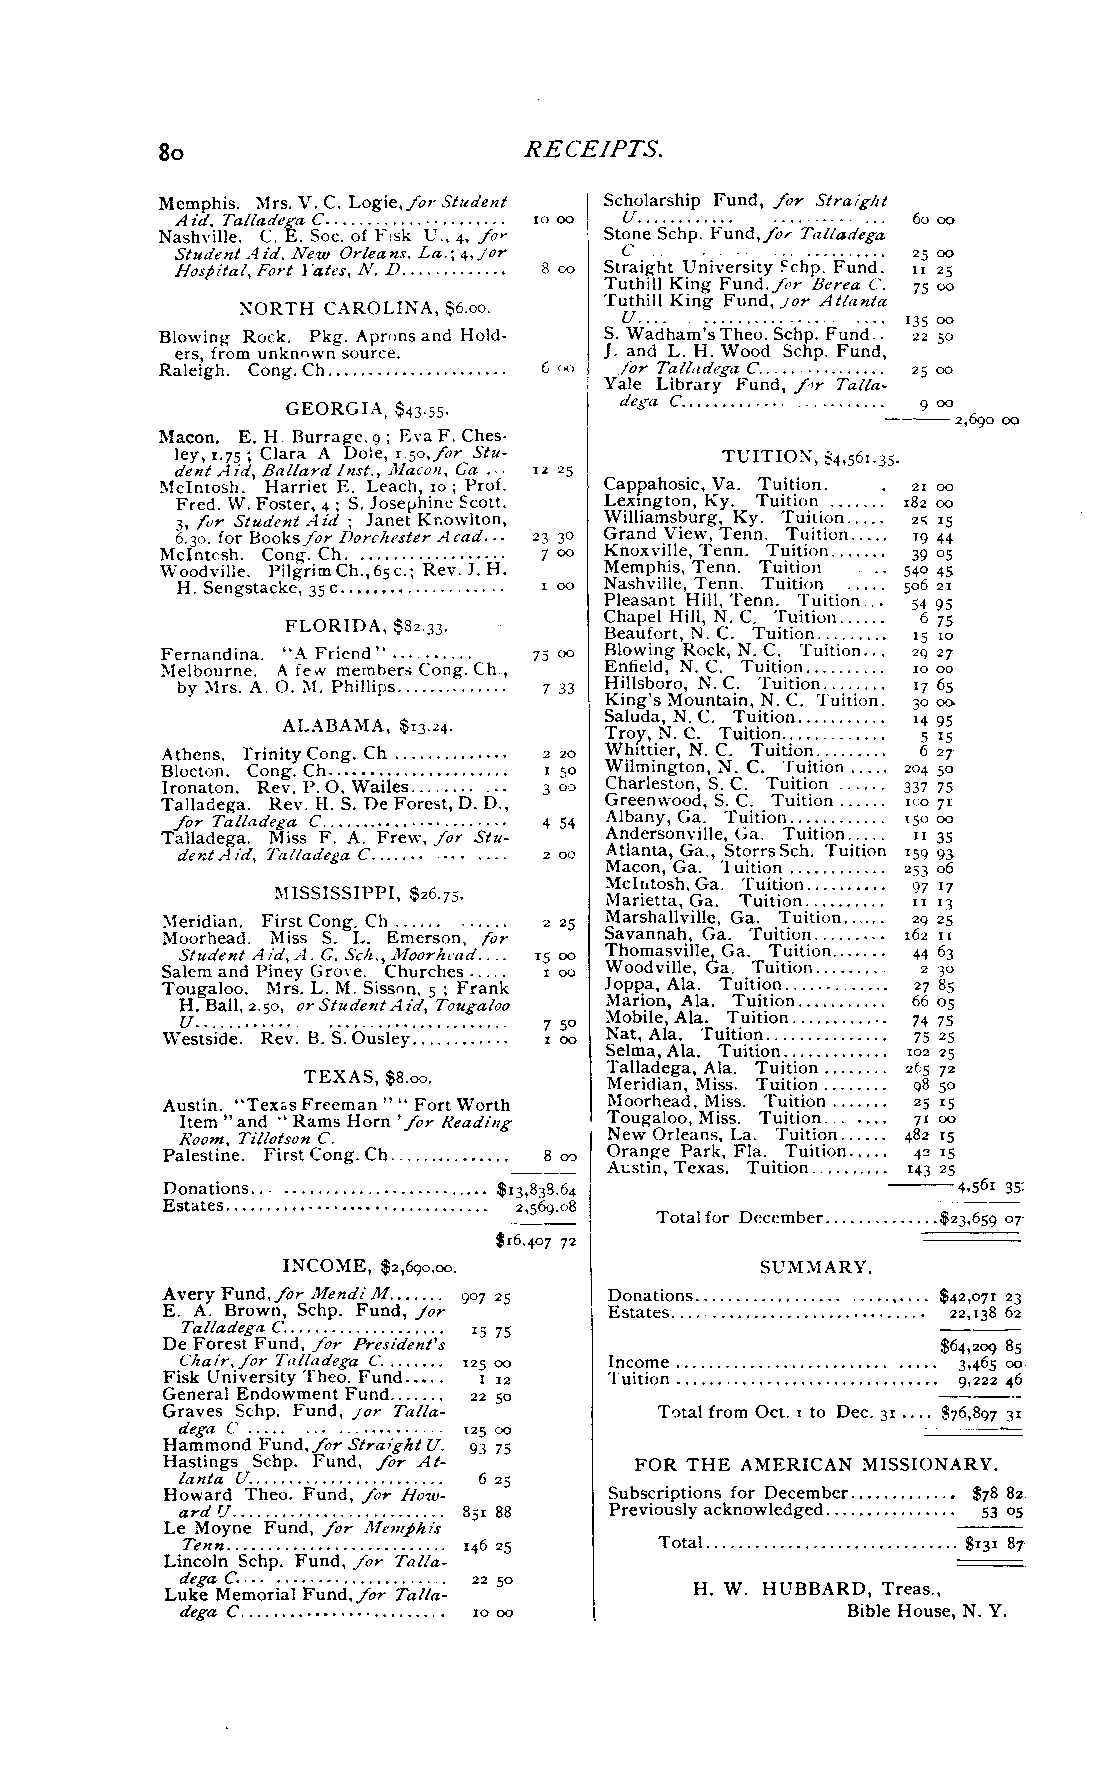 80
RECEIPTS.
Memphis. Mrs. V. C. Logie, for Student
Aid, Talladega C...................... 10 00
Nashville. C. E. Soc. of Fisk U., 4, for
Student Aid, New Orleans, La.; 4, for
Hospital, Fort Yates, N. D............. 8 00
NORTH CAROLINA, $6.00.
Blowing Rock. Pkg. Aprons and Hold-
ers, from unknown source.
Raleigh. Cong. Ch...................... 6 00
GEORGIA, $43.55.
Macon. E. H. Burrage, 9; Eva F. Ches-
ley, 1.75; Clara A Dole, 1.50, for Stu-
dent Aid, Ballard Inst., Macon, Ga ... 12 25
McIntosh. Harriet E. Leach, 10; Prof.
Fred. W. Foster, 4; S. Josephine Scott,
3, for Student Aid; Janet Knowlton,
6.30, for Books for Dorchester Acad... 23 30
McIntosh. Cong. Ch. .................. 7 00
Woodville. Pilgrim Ch., 65c.; Rev. J. H.
H. Sengstacke, 35c.................... 1 00
FLORIDA, $82.33.
Fernandina. "A Friend".......... 75 00
Melbourne. A few members Cong. Ch.,
by Mrs. A. O. M. Phillips.............. 7 33
ALABAMA, $13.24.
Athens. Trinity Cong. Ch .............. 2 20
Blocton. Cong. Ch...................... 1 50
Ironaton. Rev. P. O. Wailes........ ... 3 00
Talladega. Rev. H. S. De Forest, D. D.,
for Talladega C....................... 4 54
Talladega. Miss F. A. Frew, for Stu-
dent Aid, Talladega C....... ... .... 2 00
MISSISSIPPI, $26.75.
Meridian. First Cong. Ch ...... ...... 2 25
Moorhead. Miss S. L. Emerson, for
Student Aid, A. G. Sch., Moorhead.... 15 00
Salem and Piney Grove. Churches..... 1 00
Tougaloo. Mrs. L. M. Sisson, 5; Frank
H. Ball, 2.50, or Student Aid, Tougaloo
U............. ...................... 7 50
Westside. Rev. B. S. Ousley............ 1 00
TEXAS, $8.00.
Austin. "Texas Freeman" "Fort Worth
Item" and "Rams Horn' for Reading
Room, Tillotson C.
Palestine. First Cong. Ch............... 8 00
Donations... ......................... $13,838.64
Estates................................ 2,569.08
$16,407 72
INCOME, $2,690.00.
Avery Fund, for Mendi M....... 907 25
E. A. Brown, Schp. Fund, for
Talladega C.................... 15 75
De Forest Fund, for President's
Chair, for Talladega C........ 125 00
Fisk University Theo. Fund..... 1 12
General Endowment Fund....... 22 50
Graves Schp. Fund, for Talla-
dega C ..... ... ............. 125 00
Hammond Fund, for Straight U. 93 75
Hastings Schp. Fund, for At-
lanta U........................ 6 25
Howard Theo. Fund, for How-
ard U.......................... 851 88
Le Moyne Fund, for Memphis
Tenn........................... 146 25
Lincoln Schp. Fund, for Talla-
dega C.... .................... 22 50
Luke Memorial Fund, for Talla-
dega C......................... 10 00
Scholarship Fund, for Straight
U............ .............. 60 00
Stone Schp. Fund, for Talladega
C .......... 25 00
Straight University Schp. Fund. 11 25
Tuthill King Fund, for Berea C. 75 00
Tuthill King Fund, for Atlanta
U.... .................... .... 135 00
S. Wadham's Theo. Schp. Fund.. 22 50
J. and L. H. Wood Schp. Fund,
for Talladega C............... 25 00
Yale Library Fund, for Talla-
dega C............. ........... 9 00
2,690 00
TUITION, $4,561.35.
Cappahosic, Va. Tuition. . 21 00
Lexington, Ky. Tuition ....... 182 00
Williamsburg, Ky. Tuition..... 25 15
Grand View, Tenn. Tuition..... 19 44
Knoxville, Tenn. Tuition....... 39 05
Memphis, Tenn. Tuition ... 540 45
Nashville, Tenn. Tuition ..... 506 21
Pleasant Hill, Tenn. Tuition... 54 95
Chapel Hill, N. C. Tuition...... 6 75
Beaufort, N. C. Tuition......... 15 10
Blowing Rock, N. C. Tuition... 29 27
Enfield, N. C. Tuition.......... 10 00
Hillsboro, N. C. Tuition........ 17 65
King's Mountain, N. C. Tuition. 30 00
Saluda, N. C. Tuition........... 14 95
Troy, N. C. Tuition............. 5 15
Whittier, N. C. Tuition......... 6 27
Wilmington, N. C. Tuition ..... 204 50
Charleston, S. C. Tuition ...... 337 75
Greenwood, S. C. Tuition ...... 100 71
Albany, Ga. Tuition............ 150 00
Andersonville, Ga. Tuition..... 11 35
Atlanta, Ga., Storrs Sch. Tuition 159 93
Macon, Ga. Tuition ............ 253 06
McIntosh, Ga. Tuition.......... 97 17
Marietta, Ga. Tuition.......... 11 13
Marshallville, Ga. Tuition...... 29 25
Savannah, Ga. Tuition......... 162 11
Thomasville, Ga. Tuition....... 44 63
Woodville, Ga. Tuition......... 2 30
Joppa, Ala. Tuition............. 27 85
Marion, Ala. Tuition........... 66 05
Mobile, Ala. Tuition............ 74 75
Nat, Ala. Tuition............... 75 25
Selma, Ala. Tuition............. 102 25
Talladega, Ala. Tuition ........ 265 72
Meridian, Miss. Tuition ........ 98 50
Moorhead, Miss. Tuition ....... 25 15
Tougaloo, Miss. Tuition... .... 71 00
New Orleans, La. Tuition...... 482 15
Orange Park, Fla. Tuition..... 42 15
Austin, Texas. Tuition.......... 143 25
4,561 35
Total for December..............$23,659 07
SUMMARY.
Donations.................. .......... $42,071 23
Estates............................... 22,138 62
$64,209 85
Income .......................... ..... 3,465 00
Tuition ................................ 9,222 46
Total from Oct. 1 to Dec. 31 .... $76,897 31
FOR THE AMERICAN MISSIONARY.
Subscriptions for December............. $78 82
Previously acknowledged................ 53 05
Total............................... $131 87
H. W. HUBBARD, Treas.,
Bible House, N. Y.